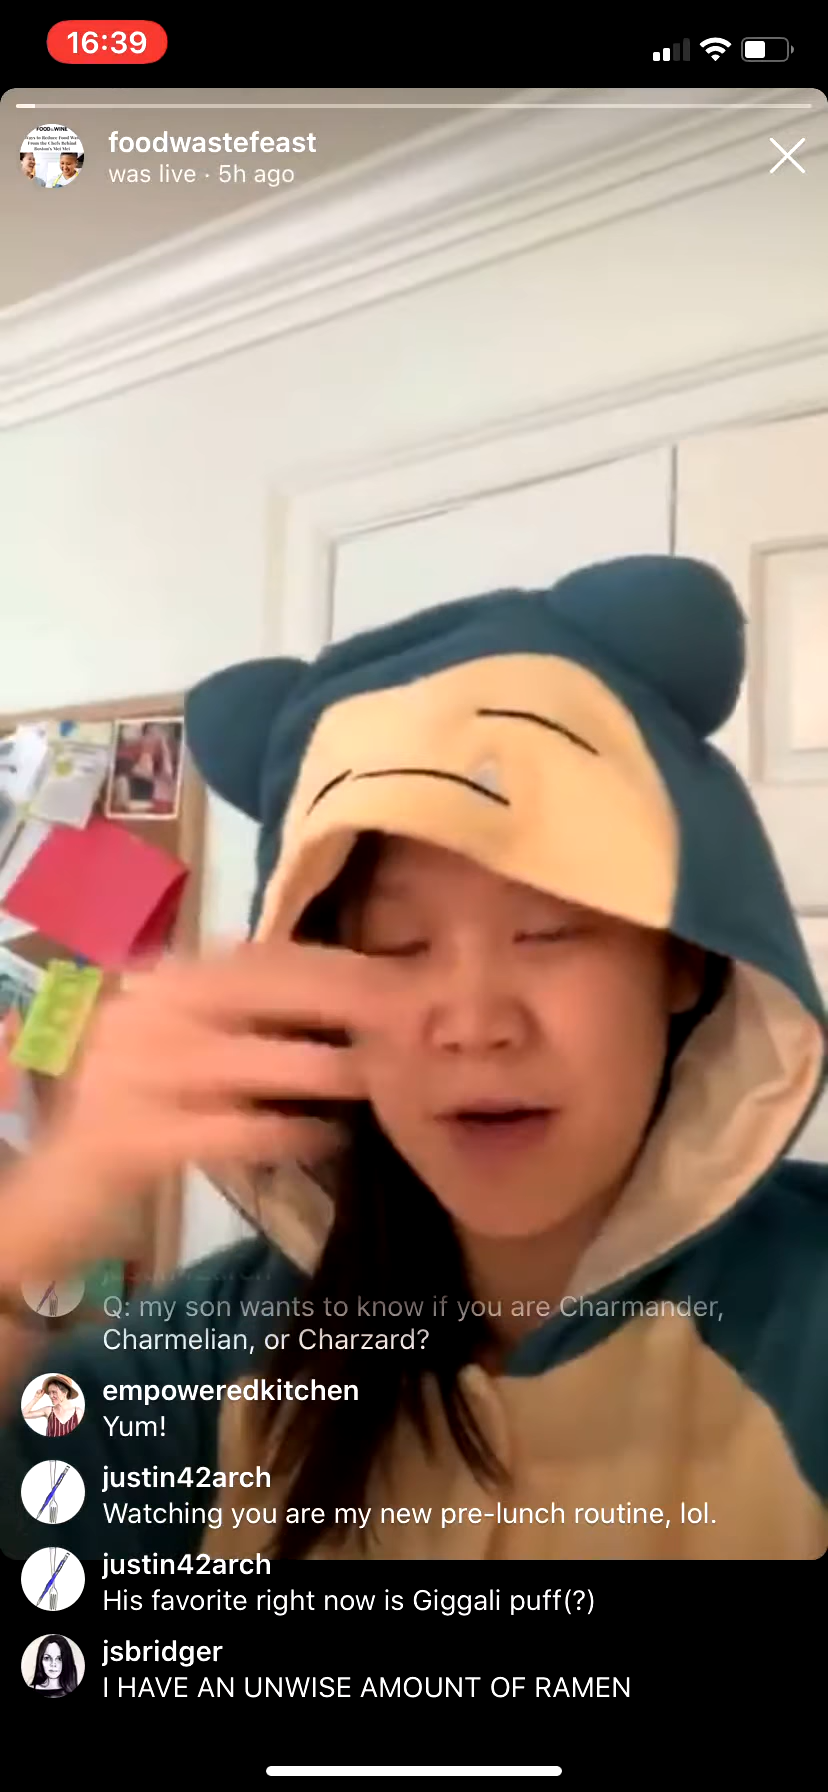 16:39
FOOD&WINE
foodwastefeast
was live · 5h ago
Q: my son wants to know if you are Charmander,
Charmelian, or Charzard?
empoweredkitchen
Yum!
justin42arch
Watching you are my new pre-lunch routine, lol.
justin42arch
His favorite right now is Giggali puff(?)
jsbridger
I HAVE AN UNWISE AMOUNT OF RAMEN